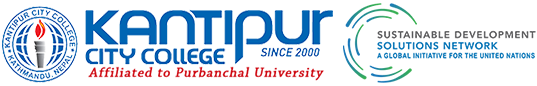 KANTIPUR CITY COLLEGE
KATHMANDU, NEPAL
KANTIPUR
CITY COLLEGE SINCE 2000
Affiliated to Purbanchal University
SUSTAINABLE DEVELOPMENT
SOLUTIONS NETWORK
A GLOBAL INITIATIVE FOR THE UNITED NATIONS